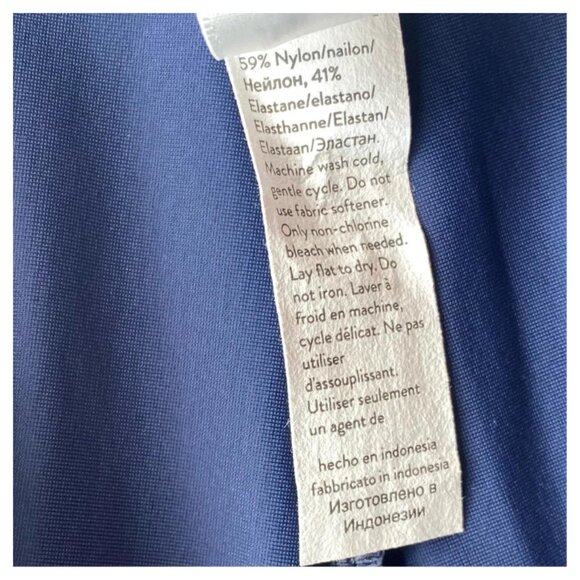 59% Nylon/nailon/
Нейлон, 41%
Elastane/elastano/
Elasthanne/Elastan/
Elastaan/Эластан.
Machine wash cold,
gentle cycle. Do not
use fabric softener.
Only non-chlorine
bleach when needed.
Lay flat to dry. Do
not iron. Laver à
froid en machine,
cycle délicat. Ne pas
utiliser
d'assouplissant.
Utiliser seulement
un agent de
hecho en indonesia
fabbricato in indonesia
Изготовлено в
Индонезии